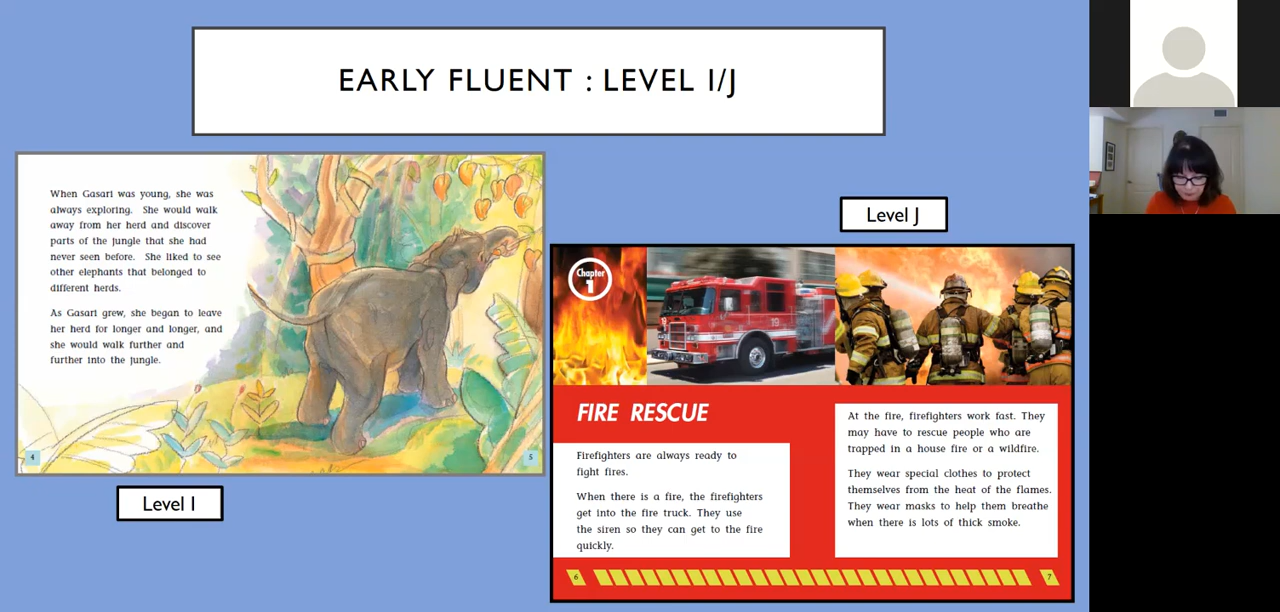 EARLY FLUENT : LEVEL I/J
When Gasari was young, she was
always exploring. She would walk
away from her herd and discover
parts of the jungle that she had
never seen before. She liked to see
other elephants that belonged to
different herds.
As Gasari grew, she began to leave
her herd for longer and longer, and
she would walk further and
further into the jungle.
4
5
Level I
Level J
Chapter
1
19
19
FIRE RESCUE
Firefighters are always ready to
fight fires.
When there is a fire, the firefighters
get into the fire truck. They use
the siren so they can get to the fire
quickly.
At the fire, firefighters work fast. They
may have to rescue people who are
trapped in a house fire or a wildfire.
They wear special clothes to protect
themselves from the heat of the flames.
They wear masks to help them breathe
when there is lots of thick smoke.
6
7